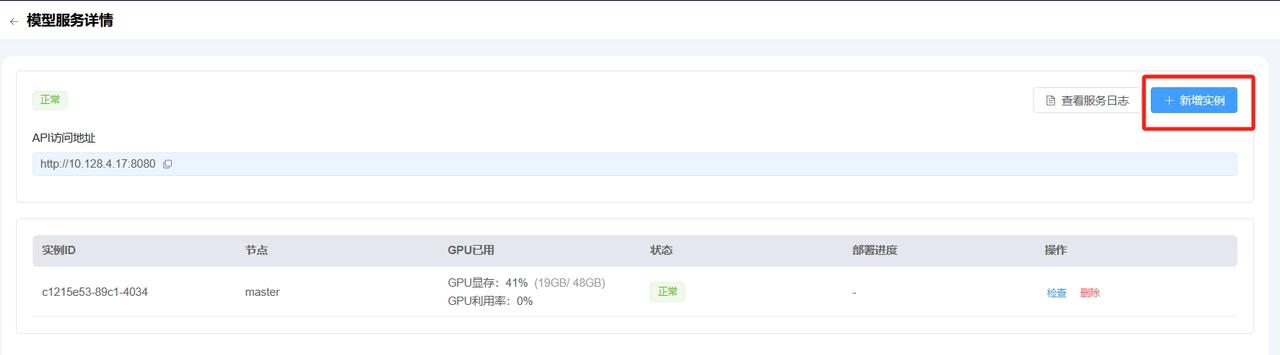 模型服务详情
正常
查看服务日志
新增实例
API访问地址
http://10.128.4.17:8080
实例ID 节点 GPU已用 状态 部署进度 操作
GPU显存：41% (19GB/ 48GB)
c1215e53-89c1-4034 master 正常 - 检查 删除
GPU利用率：0%